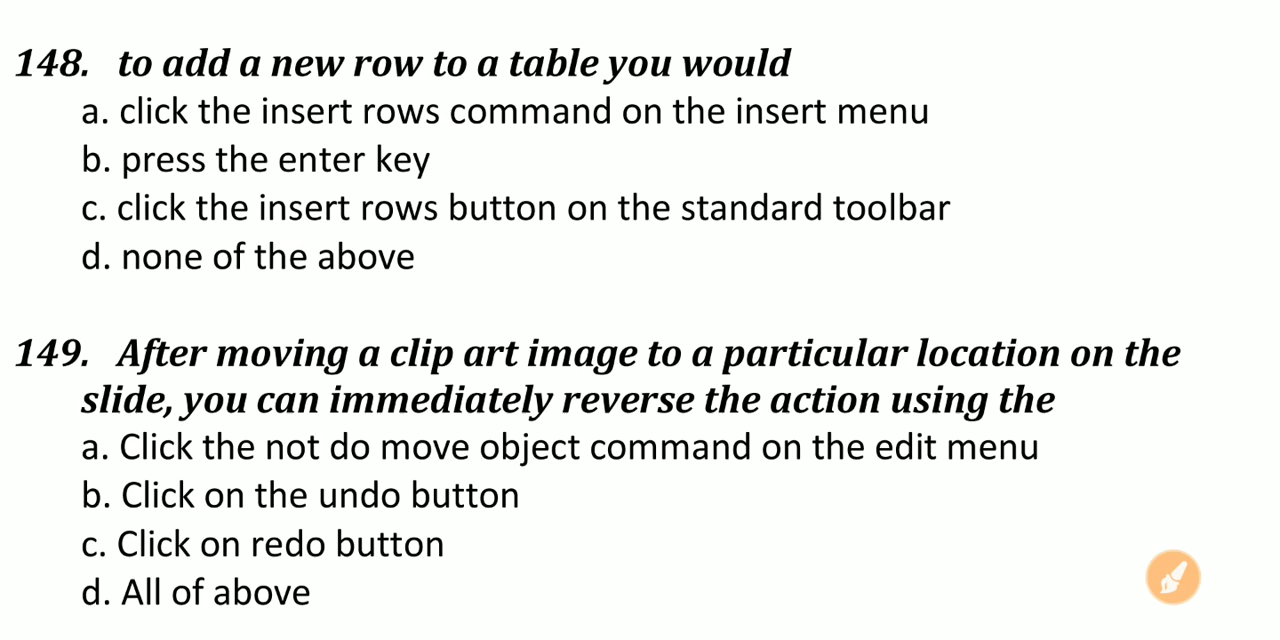 148. to add a new row to a table you would
a. click the insert rows command on the insert menu
b. press the enter key
c. click the insert rows button on the standard toolbar
d. none of the above
149. After moving a clip art image to a particular location on the
slide, you can immediately reverse the action using the
a. Click the not do move object command on the edit menu
b. Click on the undo button
c. Click on redo button
d. All of above